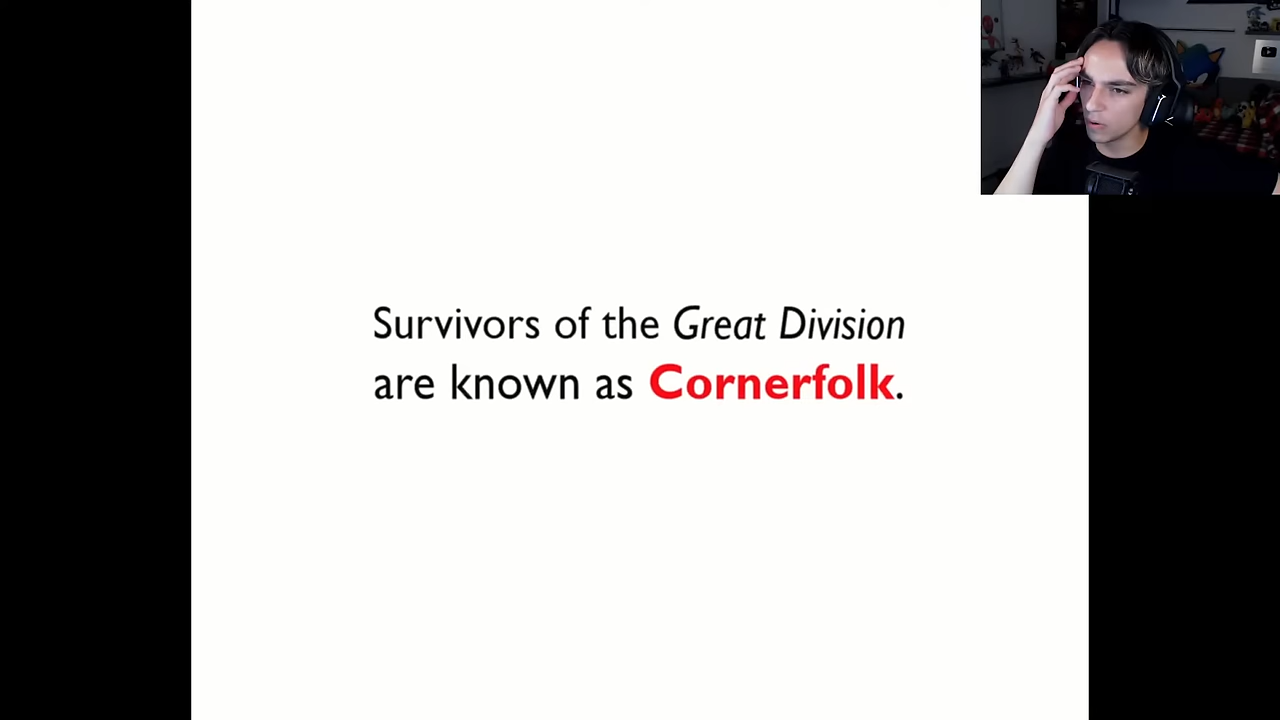 Survivors of the Great Division
are known as Cornerfolk.